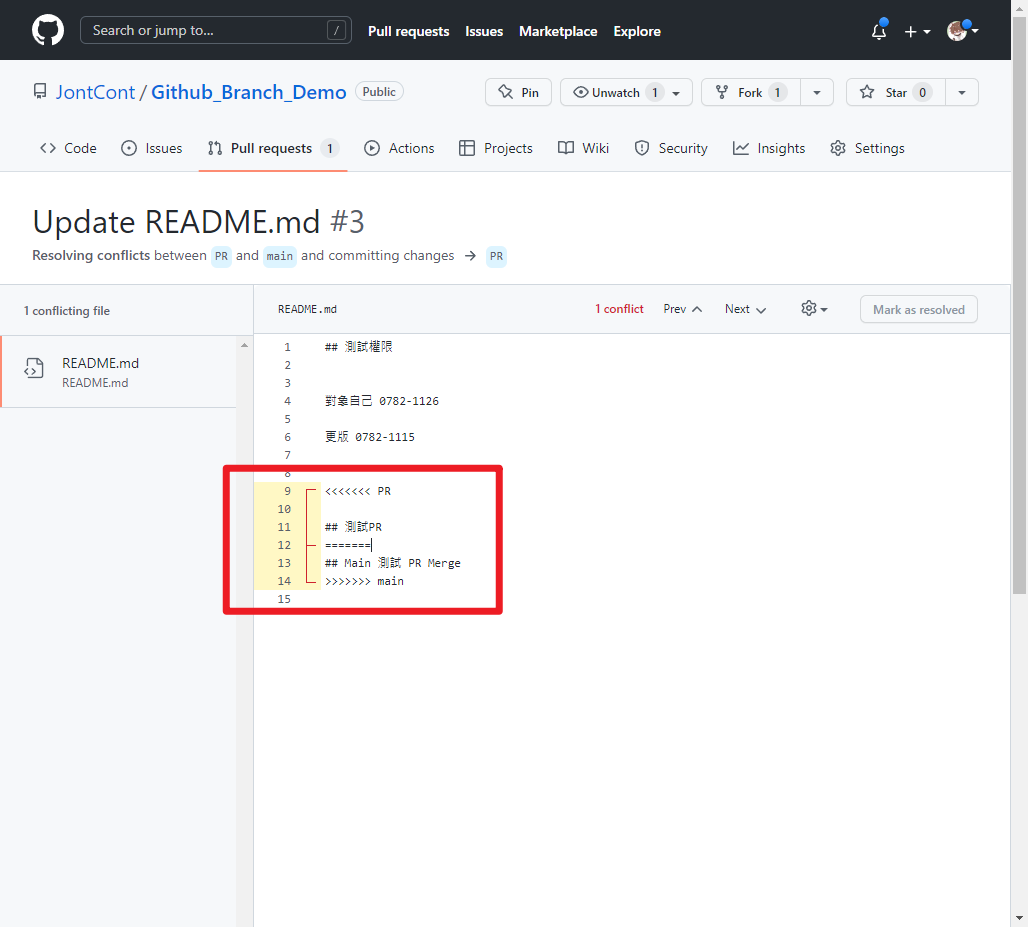 Search or jump to... /
Pull requests Issues Marketplace Explore
JontCont / Github_Branch_Demo Public
Pin Unwatch 1 Fork 1 Star 0
Code Issues Pull requests 1 Actions Projects Wiki Security Insights Settings
Update README.md #3
Resolving conflicts between PR and main and committing changes → PR
1 conflicting file
README.md
README.md
README.md 1 conflict Prev Next Mark as resolved
1 ## 測試權限
2
3
4 對象自己 0782-1126
5
6 更版 0782-1115
7
8
9 <<<<<<< PR
10
11 ## 測試PR
12 =======
13 ## Main 測試 PR Merge
14 >>>>>>> main
15